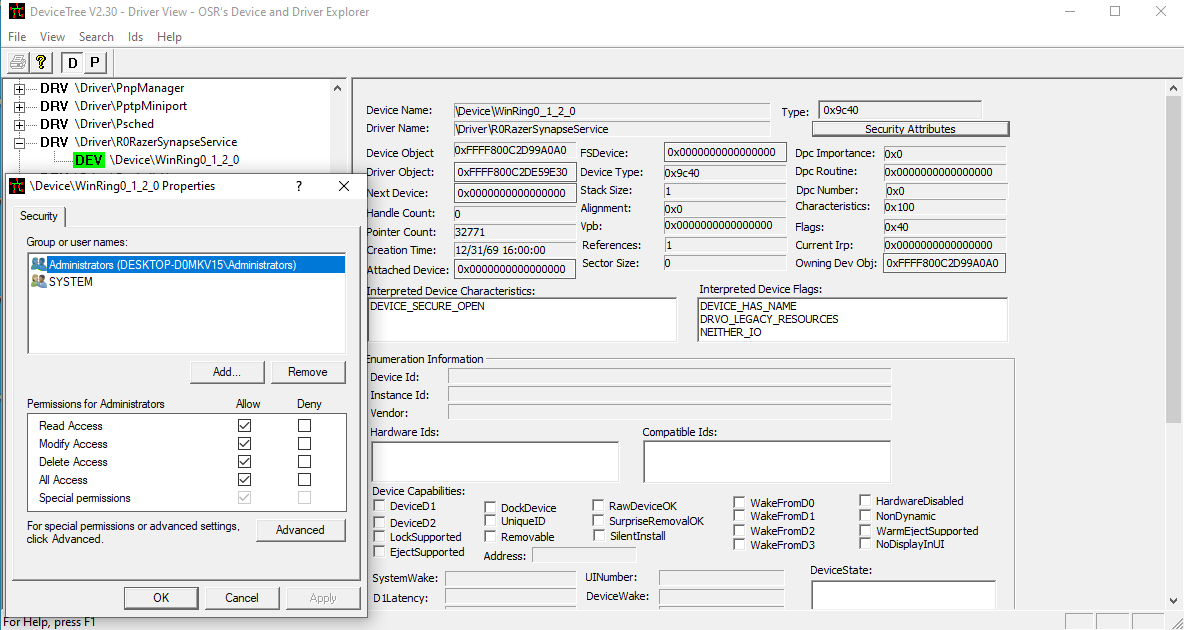 DeviceTree V2.30 - Driver View - OSR's Device and Driver Explorer
File View Search Ids Help
D P
DRV \Driver\PnpManager
DRV \Driver\PptpMiniport
DRV \Driver\Psched
DRV \Driver\R0RazerSynapseService
DEV \Device\WinRing0_1_2_0
\Device\WinRing0_1_2_0 Properties
Security
Group or user names:
Administrators (DESKTOP-D0MKV15\Administrators)
SYSTEM
Add... Remove
Permissions for Administrators Allow Deny
Read Access
Modify Access
Delete Access
All Access
Special permissions
For special permissions or advanced settings,
click Advanced.
Advanced
OK Cancel Apply
Device Name: \Device\WinRing0_1_2_0 Type: 0x9c40
Driver Name: \Driver\R0RazerSynapseService Security Attributes
Device Object 0xFFFF800C2D99A0A0 FSDevice: 0x0000000000000000 Dpc Importance: 0x0
Driver Object: 0xFFFF800C2DE59E30 Device Type: 0x9c40 Dpc Routine: 0x0000000000000000
Next Device: 0x0000000000000000 Stack Size: 1 Dpc Number: 0x0
Handle Count: 0 Alignment: 0x0 Characteristics: 0x100
Pointer Count: 32771 Vpb: 0x0000000000000000 Flags: 0x40
Creation Time: 12/31/69 16:00:00 References: 1 Current Irp: 0x0000000000000000
Attached Device: 0x0000000000000000 Sector Size: 0 Owning Dev Obj: 0xFFFF800C2D99A0A0
Interpreted Device Characteristics: Interpreted Device Flags:
DEVICE_SECURE_OPEN
DEVICE_HAS_NAME
DRVO_LEGACY_RESOURCES
NEITHER_IO
Enumeration Information
Device Id:
Instance Id:
Vendor:
Hardware Ids: Compatible Ids:
Device Capabilities:
DeviceD1 DockDevice RawDeviceOK WakeFromD0 HardwareDisabled
DeviceD2 UniqueID SurpriseRemovalOK WakeFromD1 NonDynamic
LockSupported Removable SilentInstall WakeFromD2 WarmEjectSupported
EjectSupported Address: WakeFromD3 NoDisplayInUI
SystemWake: UINumber: DeviceState:
D1Latency: DeviceWake:
For Help, press F1